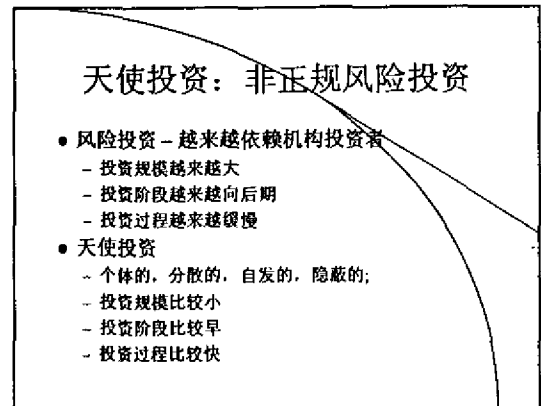 天使投资：非正规风险投资
• 风险投资 – 越来越依赖机构投资者
– 投资规模越来越大
– 投资阶段越来越向后期
– 投资过程越来越缓慢
• 天使投资
– 个体的，分散的，自发的，隐蔽的;
– 投资规模比较小
– 投资阶段比较早
– 投资过程比较快